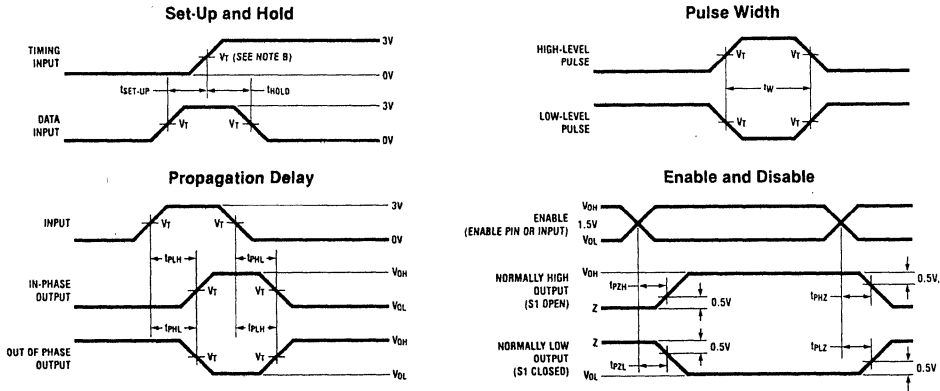 Set-Up and Hold
TIMING
INPUT
3V
VT (SEE NOTE B)
0V
tSET-UP
tHOLD
DATA
INPUT
3V
VT
VT
0V
Pulse Width
HIGH-LEVEL
PULSE
VT
VT
tW
LOW-LEVEL
PULSE
VT
VT
Propagation Delay
INPUT
3V
VT
VT
0V
tPLH
tPHL
IN-PHASE
OUTPUT
VOH
VT
VT
VOL
tPHL
tPLH
OUT OF PHASE
OUTPUT
VOH
VT
VT
VOL
Enable and Disable
ENABLE
(ENABLE PIN OR INPUT)
VOH
1.5V
VOL
NORMALLY HIGH
OUTPUT
(S1 OPEN)
VOH
tPZH
Z
0.5V
tPHZ
0.5V,
NORMALLY LOW
OUTPUT
(S1 CLOSED)
Z
tPZL
VOL
0.5V
tPLZ
0.5V